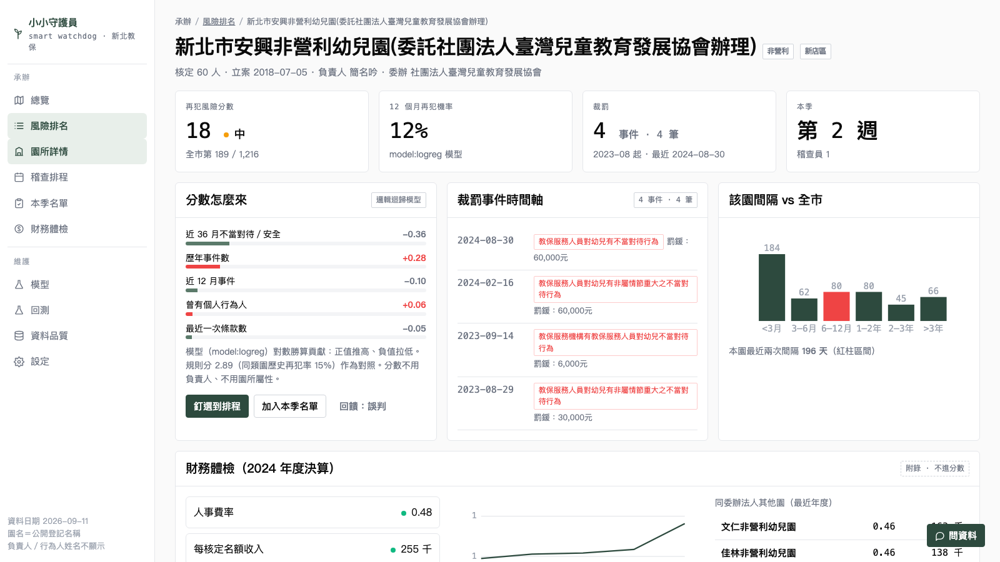 小小守護員
smart watchdog · 新北教
保
承辦
總覽
風險排名
園所詳情
稽查排程
本季名單
財務體檢
維護
模型
回測
資料品質
設定
資料日期 2026-09-11
園名＝公開登記名稱
負責人 / 行為人姓名不顯示
承辦 / 風險排名 / 新北市安興非營利幼兒園(委託社團法人臺灣兒童教育發展協會辦理)
新北市安興非營利幼兒園(委託社團法人臺灣兒童教育發展協會辦理) 非營利 新店區
核定 60 人 · 立案 2018-07-05 · 負責人 簡名吟 · 委辦 社團法人臺灣兒童教育發展協會
再犯風險分數
18 中
全市第 189 / 1,216
12 個月再犯機率
12%
model:logreg 模型
裁罰
4 事件 · 4 筆
2023-08 起 · 最近 2024-08-30
本季
第 2 週
稽查員 1
分數怎麼來 邏輯迴歸模型
近 36 月不當對待 / 安全 −0.36
歷年事件數 +0.28
近 12 月事件 −0.10
曾有個人行為人 +0.06
最近一次條款數 −0.05
模型（model:logreg）對數勝算貢獻：正值推高、負值拉低。
規則分 2.89（同類園歷史再犯率 15%）作為對照。分數不用
負責人、不用園所屬性。
釘選到排程 加入本季名單 回饋：誤判
裁罰事件時間軸 4 事件 · 4 筆
2024-08-30 教保服務人員對幼兒有不當對待行為 罰鍰：
60,000元
2024-02-16 教保服務人員對幼兒有非屬情節重大之不當對
待行為
罰鍰：60,000元
2023-09-14 教保服務機構有教保服務人員對幼兒不當對待
行為
罰鍰：6,000元
2023-08-29 教保服務人員對幼兒有非屬情節重大之不當對
待行為
罰鍰：30,000元
該園間隔 vs 全市
184 62 80 80 45 66
<3月 3–6月 6–12月 1–2年 2–3年 >3年
本園最近兩次間隔 196 天（紅柱區間）
財務體檢（2024 年度決算） 附錄 · 不進分數
人事費率 0.48
每核定名額收入 255 千
1
1
同委辦法人其他園（最近年度）
文仁非營利幼兒園 0.46
佳林非營利幼兒園 0.46 138 千
問資料